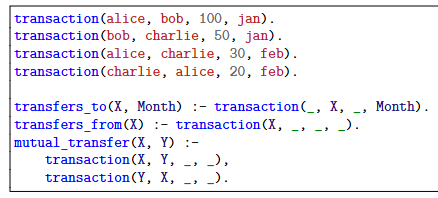 transaction(alice, bob, 100, jan).
transaction(bob, charlie, 50, jan).
transaction(alice, charlie, 30, feb).
transaction(charlie, alice, 20, feb).
transfers_to(X, Month) :- transaction(_, X, _, Month).
transfers_from(X) :- transaction(X, _, _, _).
mutual_transfer(X, Y) :-
    transaction(X, Y, _, _),
    transaction(Y, X, _, _).